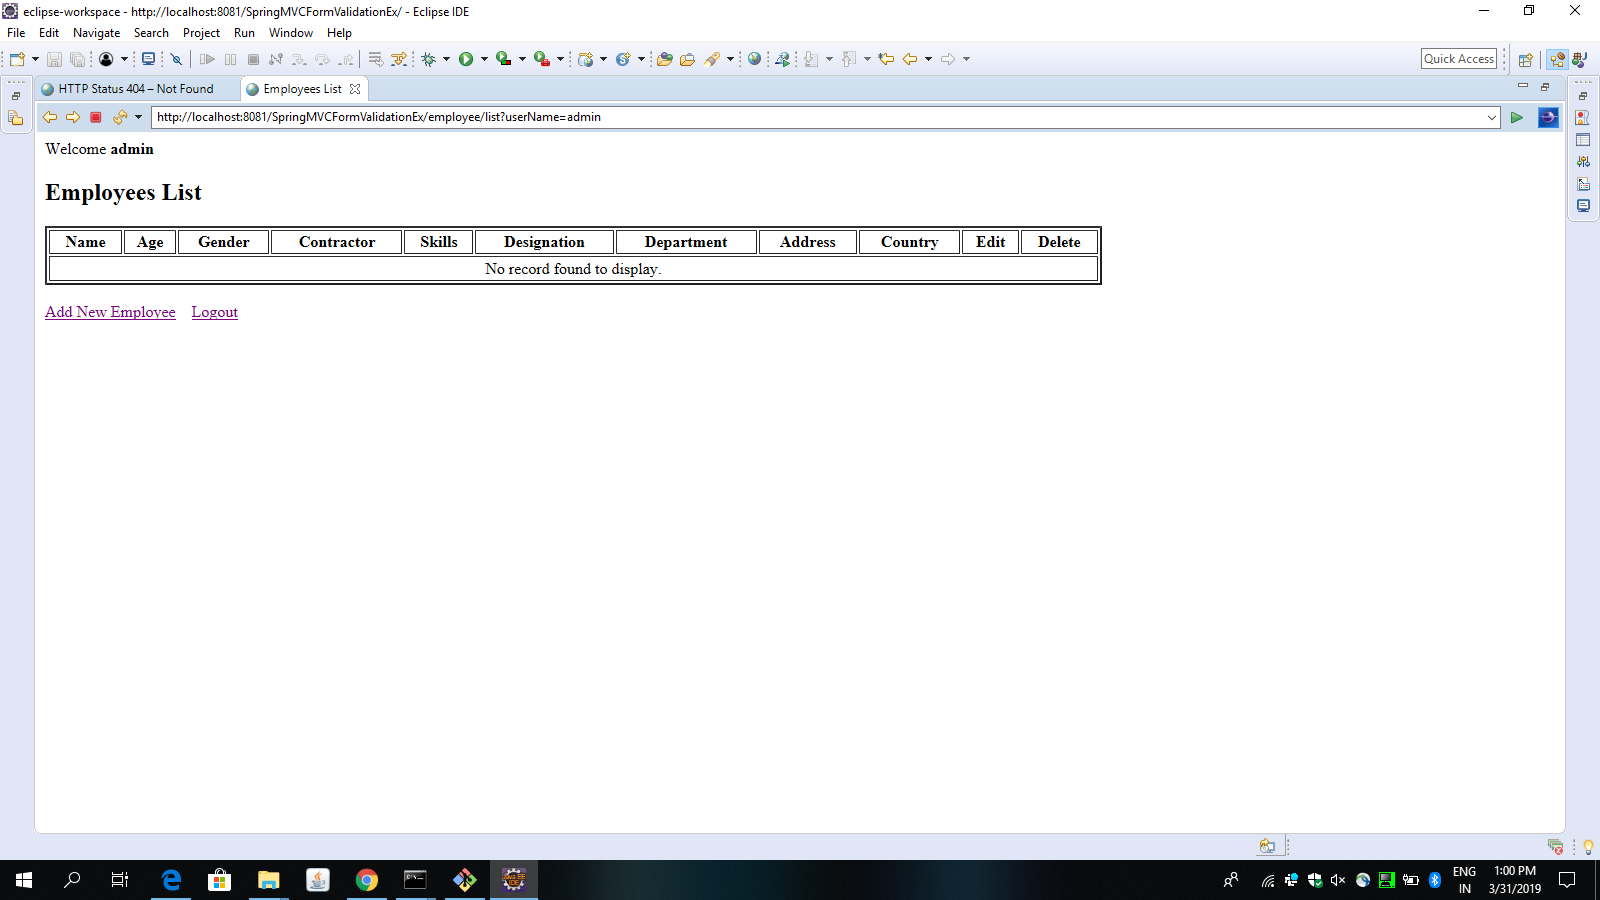 eclipse-workspace - http://localhost:8081/SpringMVCFormValidationEx/ - Eclipse IDE
File Edit Navigate Search Project Run Window Help
Quick Access
HTTP Status 404 – Not Found Employees List
http://localhost:8081/SpringMVCFormValidationEx/employee/list?userName=admin
Welcome admin
Employees List
Name Age Gender Contractor Skills Designation Department Address Country Edit Delete
No record found to display.
Add New Employee Logout
ENG 1:00 PM
IN 3/31/2019